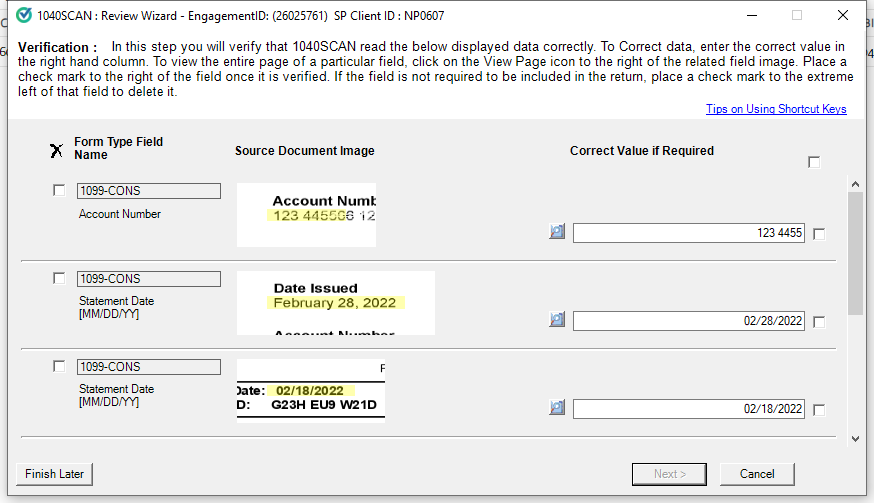 1040SCAN : Review Wizard - EngagementID: (26025761)  SP Client ID : NP0607
Verification :   In this step you will verify that 1040SCAN read the below displayed data correctly. To Correct data, enter the correct value in
the right hand column. To view the entire page of a particular field, click on the View Page icon to the right of the related field image. Place a
check mark to the right of the field once it is verified. If the field is not required to be included in the return, place a check mark to the extreme
left of that field to delete it.
Tips on Using Shortcut Keys
X Form Type Field
Name
Source Document Image
Correct Value if Required
1099-CONS
Account Number
Account Numb
123 445506 12
123 4455
1099-CONS
Statement Date
[MM/DD/YY]
Date Issued
February 28, 2022
Account Number
02/28/2022
1099-CONS
Statement Date
[MM/DD/YY]
F
Date: 02/18/2022
D: G23H EU9 W21D
02/18/2022
Finish Later
Next >
Cancel